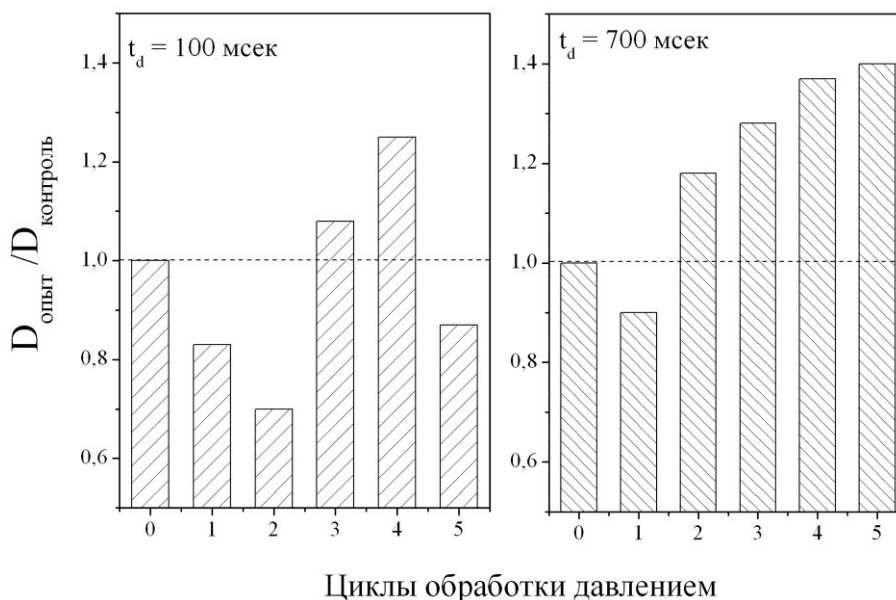 t_d = 100 мсек
t_d = 700 мсек
D_опыт /D_контроль
1,4
1,2
1,0
0,8
0,6
0 1 2 3 4 5
1,4
1,2
1,0
0,8
0,6
0 1 2 3 4 5
Циклы обработки давлением